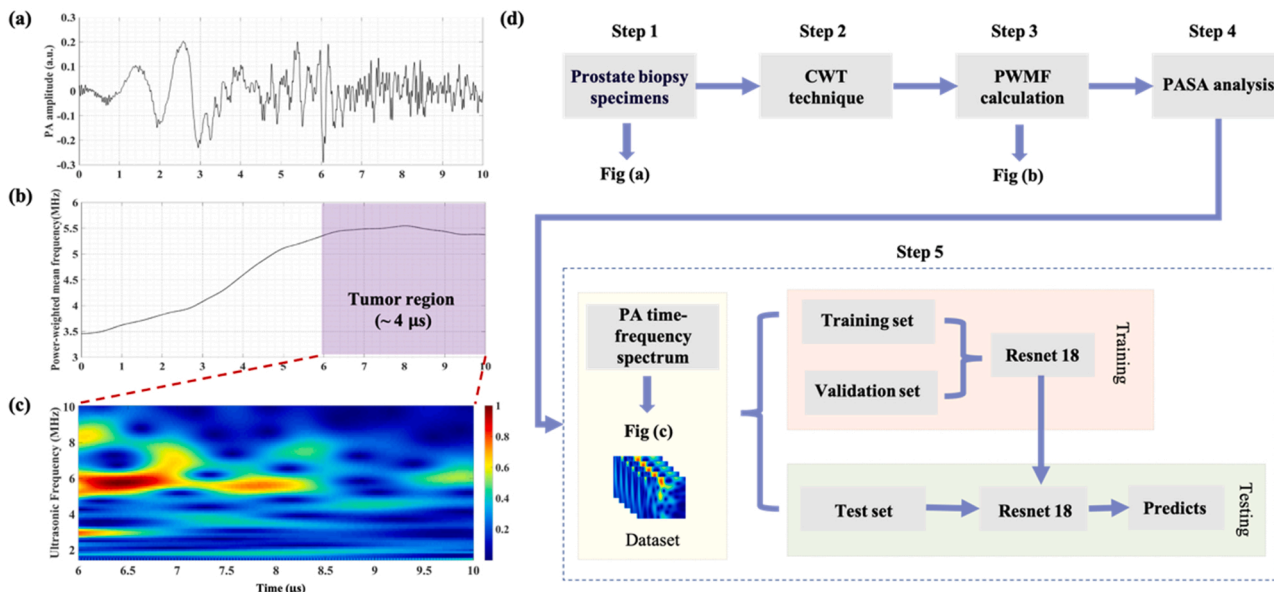 (a)
PA amplitude (a.u.)
0.3
0.2
0.1
0
-0.1
-0.2
-0.3
0 1 2 3 4 5 6 7 8 9 10
(b)
Power-weighted mean frequency(MHz)
5.5
5
4.5
4
3.5
3
0 1 2 3 4 5 6 7 8 9 10
Tumor region
(~ 4 μs)
(c)
Ultrasonic Frequency (MHz)
10
8
6
4
2
6 6.5 7 7.5 8 8.5 9 9.5 10
Time (μs)
1
0.8
0.6
0.4
0.2
(d)
Step 1
Prostate biopsy
specimens
Fig (a)
Step 2
CWT
technique
Step 3
PWMF
calculation
Fig (b)
Step 4
PASA analysis
Step 5
PA time-
frequency
spectrum
Fig (c)
Dataset
Training set
Validation set
Resnet 18
Training
Test set
Resnet 18
Predicts
Testing